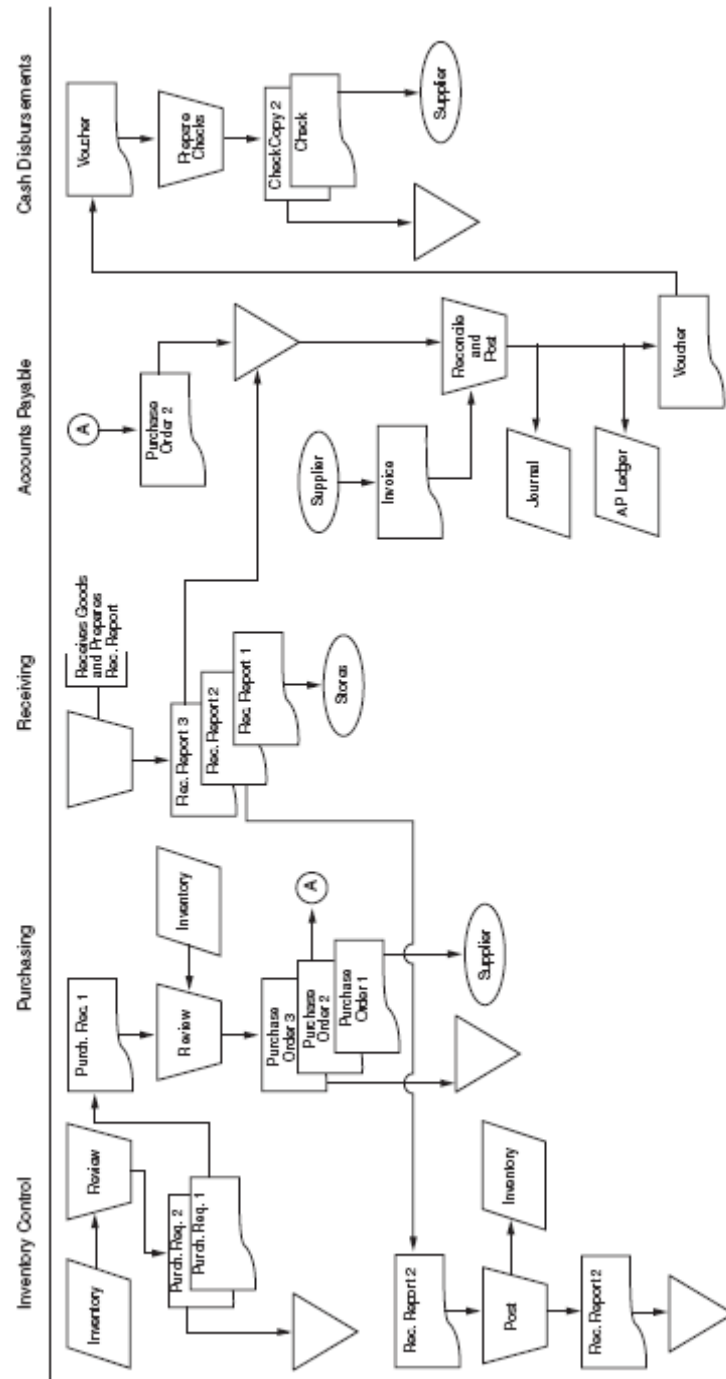 Inventory Control
Inventory
Review
Purch. Req. 2
Purch. Req. 1
Rec. Report 2
Post
Inventory
Rec. Report 2
Purchasing
Purch. Rec. 1
Review
Inventory
Purchase
Order 3
Purchase
Order 2
Purchase
Order 1
A
Supplier
Receiving
Receives Goods
and Prepares
Rec. Report
Rec. Report 3
Rec. Report 2
Rec. Report 1
Stores
Accounts Payable
A
Purchase
Order 2
Supplier
Invoice
Reconcile
and
Post
Journal
AP Ledger
Voucher
Cash Disbursements
Voucher
Prepare
Checks
Check Copy 2
Check
Supplier